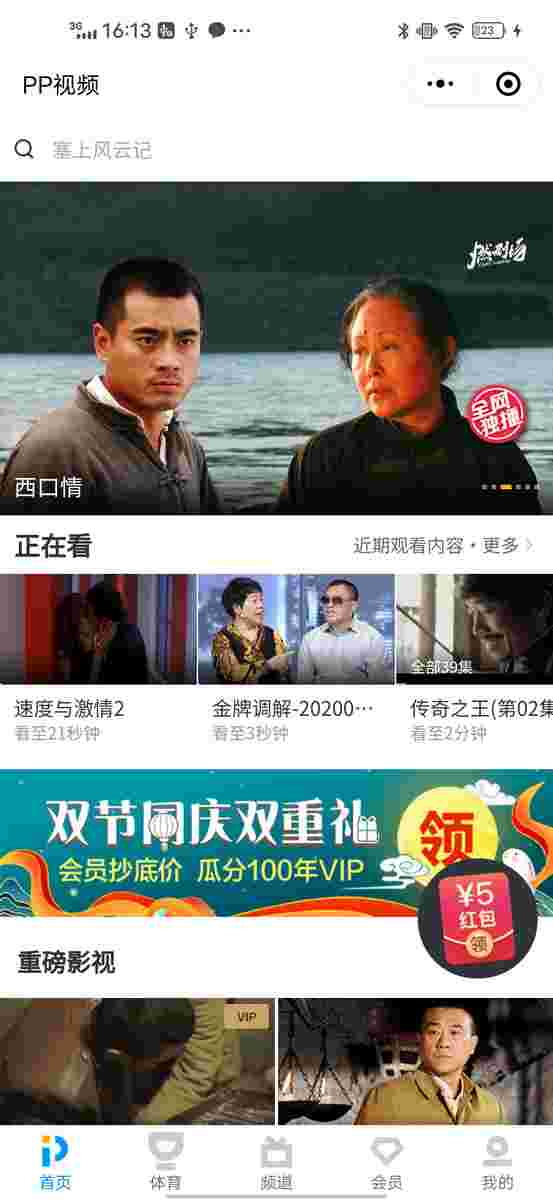 3G
16:13
23
PP视频
塞上风云记
燃剧场
全网
独播
西口情
正在看
近期观看内容·更多
全部39集
速度与激情2
金牌调解-20200…
传奇之王(第02集
看至21秒钟
看至3秒钟
看至2分钟
双节同庆双重礼
领
会员抄底价 瓜分100年VIP
¥5
红包
领
重磅影视
VIP
首页
体育
频道
会员
我的